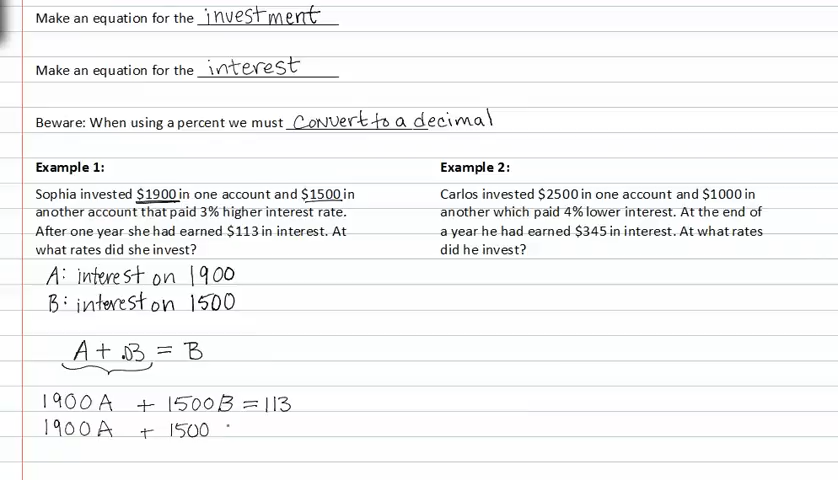 Make an equation for the investment
Make an equation for the interest
Beware: When using a percent we must convert to a decimal
Example 1:
Sophia invested $1900 in one account and $1500 in
another account that paid 3% higher interest rate.
After one year she had earned $113 in interest. At
what rates did she invest?
A: interest on 1900
B: interest on 1500
A + .03 = B
1900A + 1500B = 113
1900A + 1500
Example 2:
Carlos invested $2500 in one account and $1000 in
another which paid 4% lower interest. At the end of
a year he had earned $345 in interest. At what rates
did he invest?